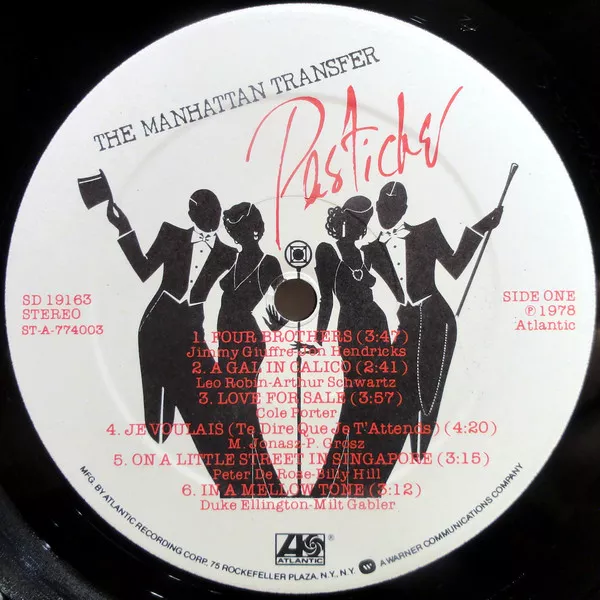 THE MANHATTAN TRANSFER
Pastiche
SD 19163
STEREO
ST-A-774003
SIDE ONE
℗ 1978
Atlantic
1. FOUR BROTHERS (3:47)
Jimmy Giuffre-Jon Hendricks
2. A GAL IN CALICO (2:41)
Leo Robin-Arthur Schwartz
3. LOVE FOR SALE (3:57)
Cole Porter
4. JE VOULAIS (Te Dire Que Je T'Attends) (4:20)
M. Jonasz-P. Grosz
5. ON A LITTLE STREET IN SINGAPORE (3:15)
Peter De Rose-Billy Hill
6. IN A MELLOW TONE (3:12)
Duke Ellington-Milt Gabler
ATLANTIC ®
MFG. BY ATLANTIC RECORDING CORP., 75 ROCKEFELLER PLAZA, N.Y., N.Y. W A WARNER COMMUNICATIONS COMPANY